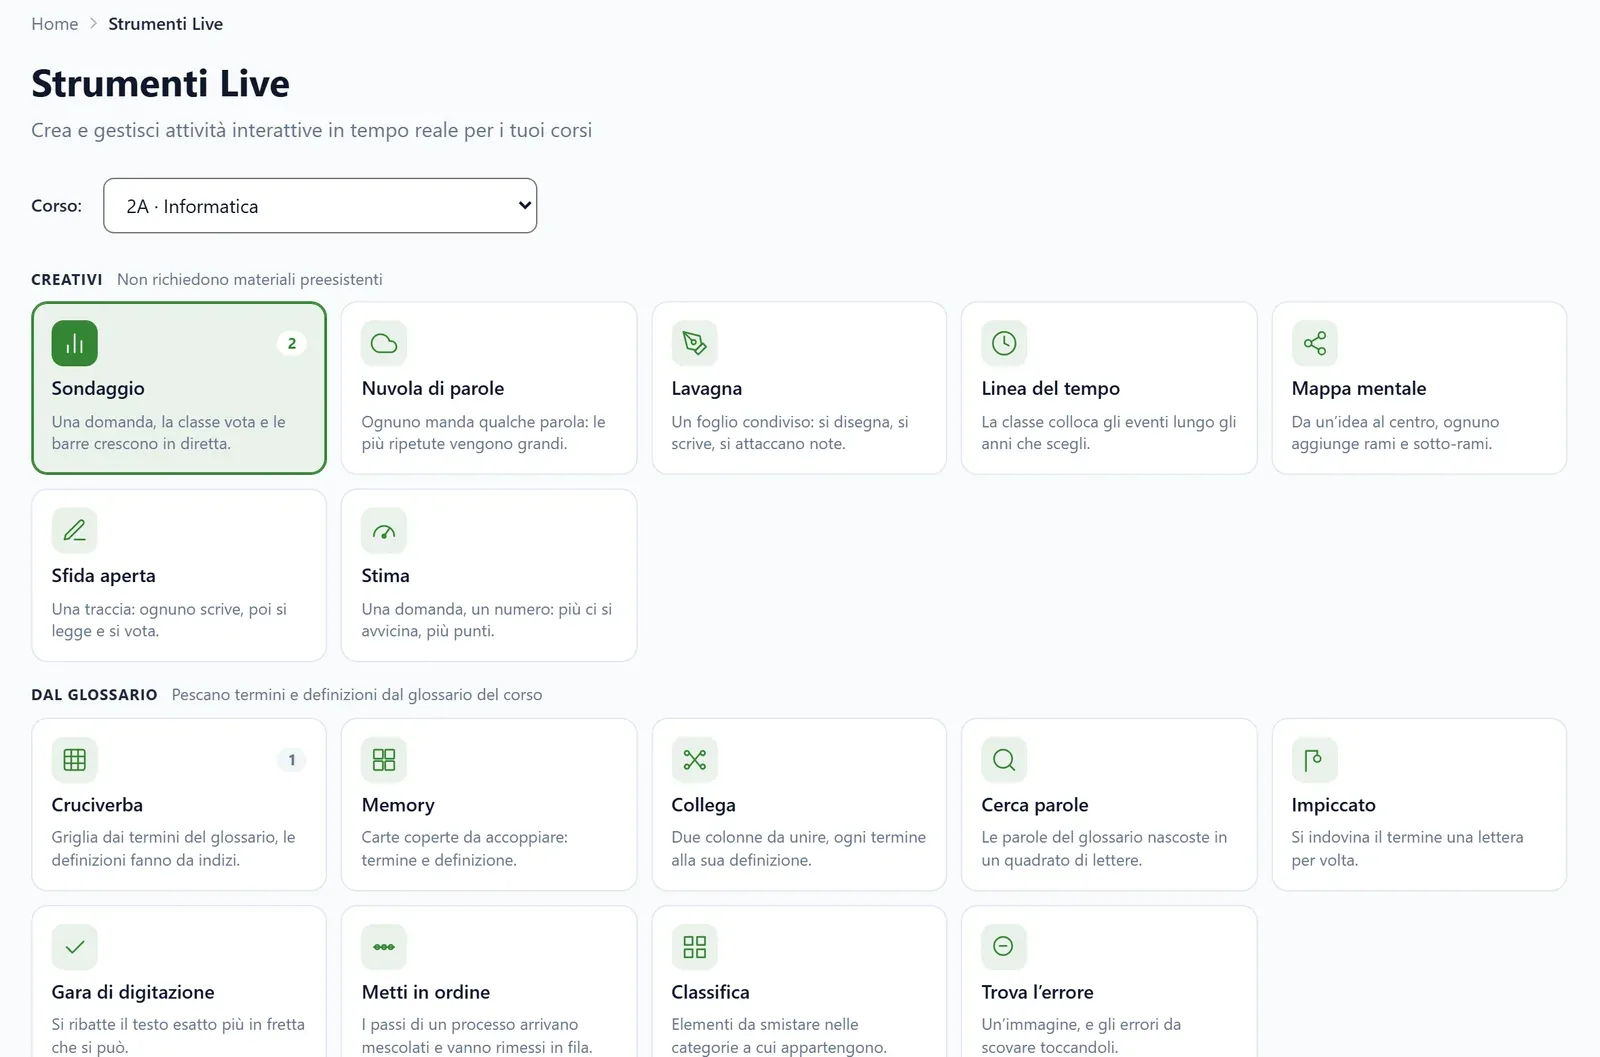 Home > Strumenti Live
Strumenti Live
Crea e gestisci attività interattive in tempo reale per i tuoi corsi
Corso: 2A · Informatica
CREATIVI Non richiedono materiali preesistenti
2
Sondaggio
Una domanda, la classe vota e le
barre crescono in diretta.
Nuvola di parole
Ognuno manda qualche parola: le
più ripetute vengono grandi.
Lavagna
Un foglio condiviso: si disegna, si
scrive, si attaccano note.
Linea del tempo
La classe colloca gli eventi lungo gli
anni che scegli.
Mappa mentale
Da un’idea al centro, ognuno
aggiunge rami e sotto-rami.
Sfida aperta
Una traccia: ognuno scrive, poi si
legge e si vota.
Stima
Una domanda, un numero: più ci si
avvicina, più punti.
DAL GLOSSARIO Pescano termini e definizioni dal glossario del corso
1
Cruciverba
Griglia dai termini del glossario, le
definizioni fanno da indizi.
Memory
Carte coperte da accoppiare:
termine e definizione.
Collega
Due colonne da unire, ogni termine
alla sua definizione.
Cerca parole
Le parole del glossario nascoste in
un quadrato di lettere.
Impiccato
Si indovina il termine una lettera
per volta.
Gara di digitazione
Si ribatte il testo esatto più in fretta
che si può.
Metti in ordine
I passi di un processo arrivano
mescolati e vanno rimessi in fila.
Classifica
Elementi da smistare nelle
categorie a cui appartengono.
Trova l’errore
Un’immagine, e gli errori da
scovare toccandoli.